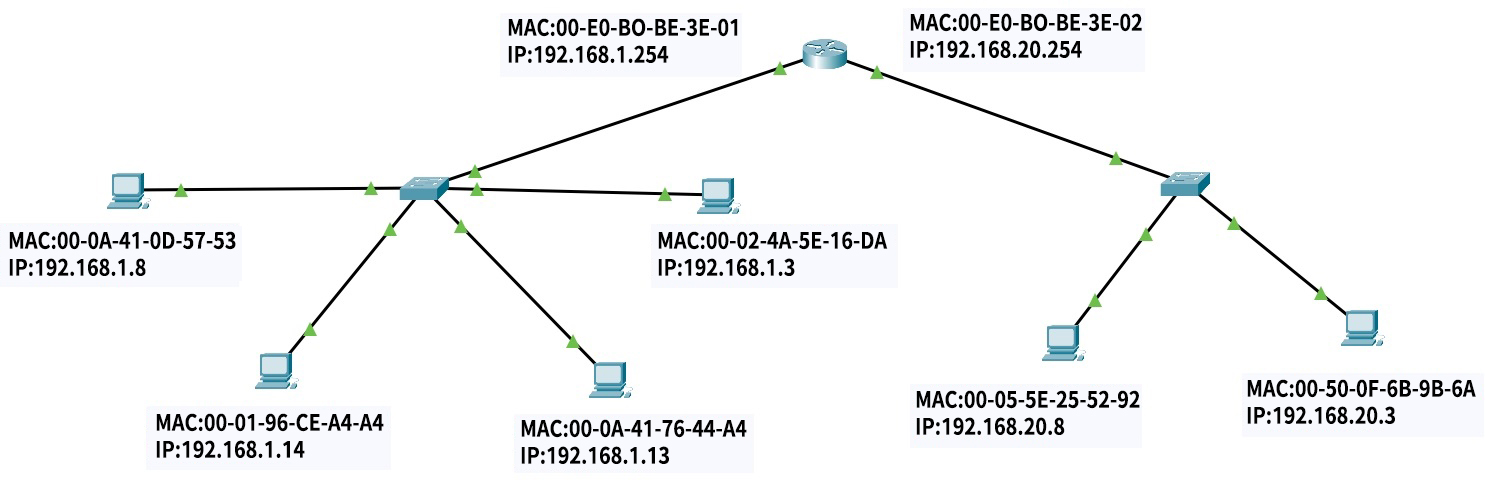 MAC:00-E0-BO-BE-3E-01
IP:192.168.1.254
MAC:00-E0-BO-BE-3E-02
IP:192.168.20.254
MAC:00-0A-41-0D-57-53
IP:192.168.1.8
MAC:00-02-4A-5E-16-DA
IP:192.168.1.3
MAC:00-01-96-CE-A4-A4
IP:192.168.1.14
MAC:00-0A-41-76-44-A4
IP:192.168.1.13
MAC:00-05-5E-25-52-92
IP:192.168.20.8
MAC:00-50-0F-6B-9B-6A
IP:192.168.20.3